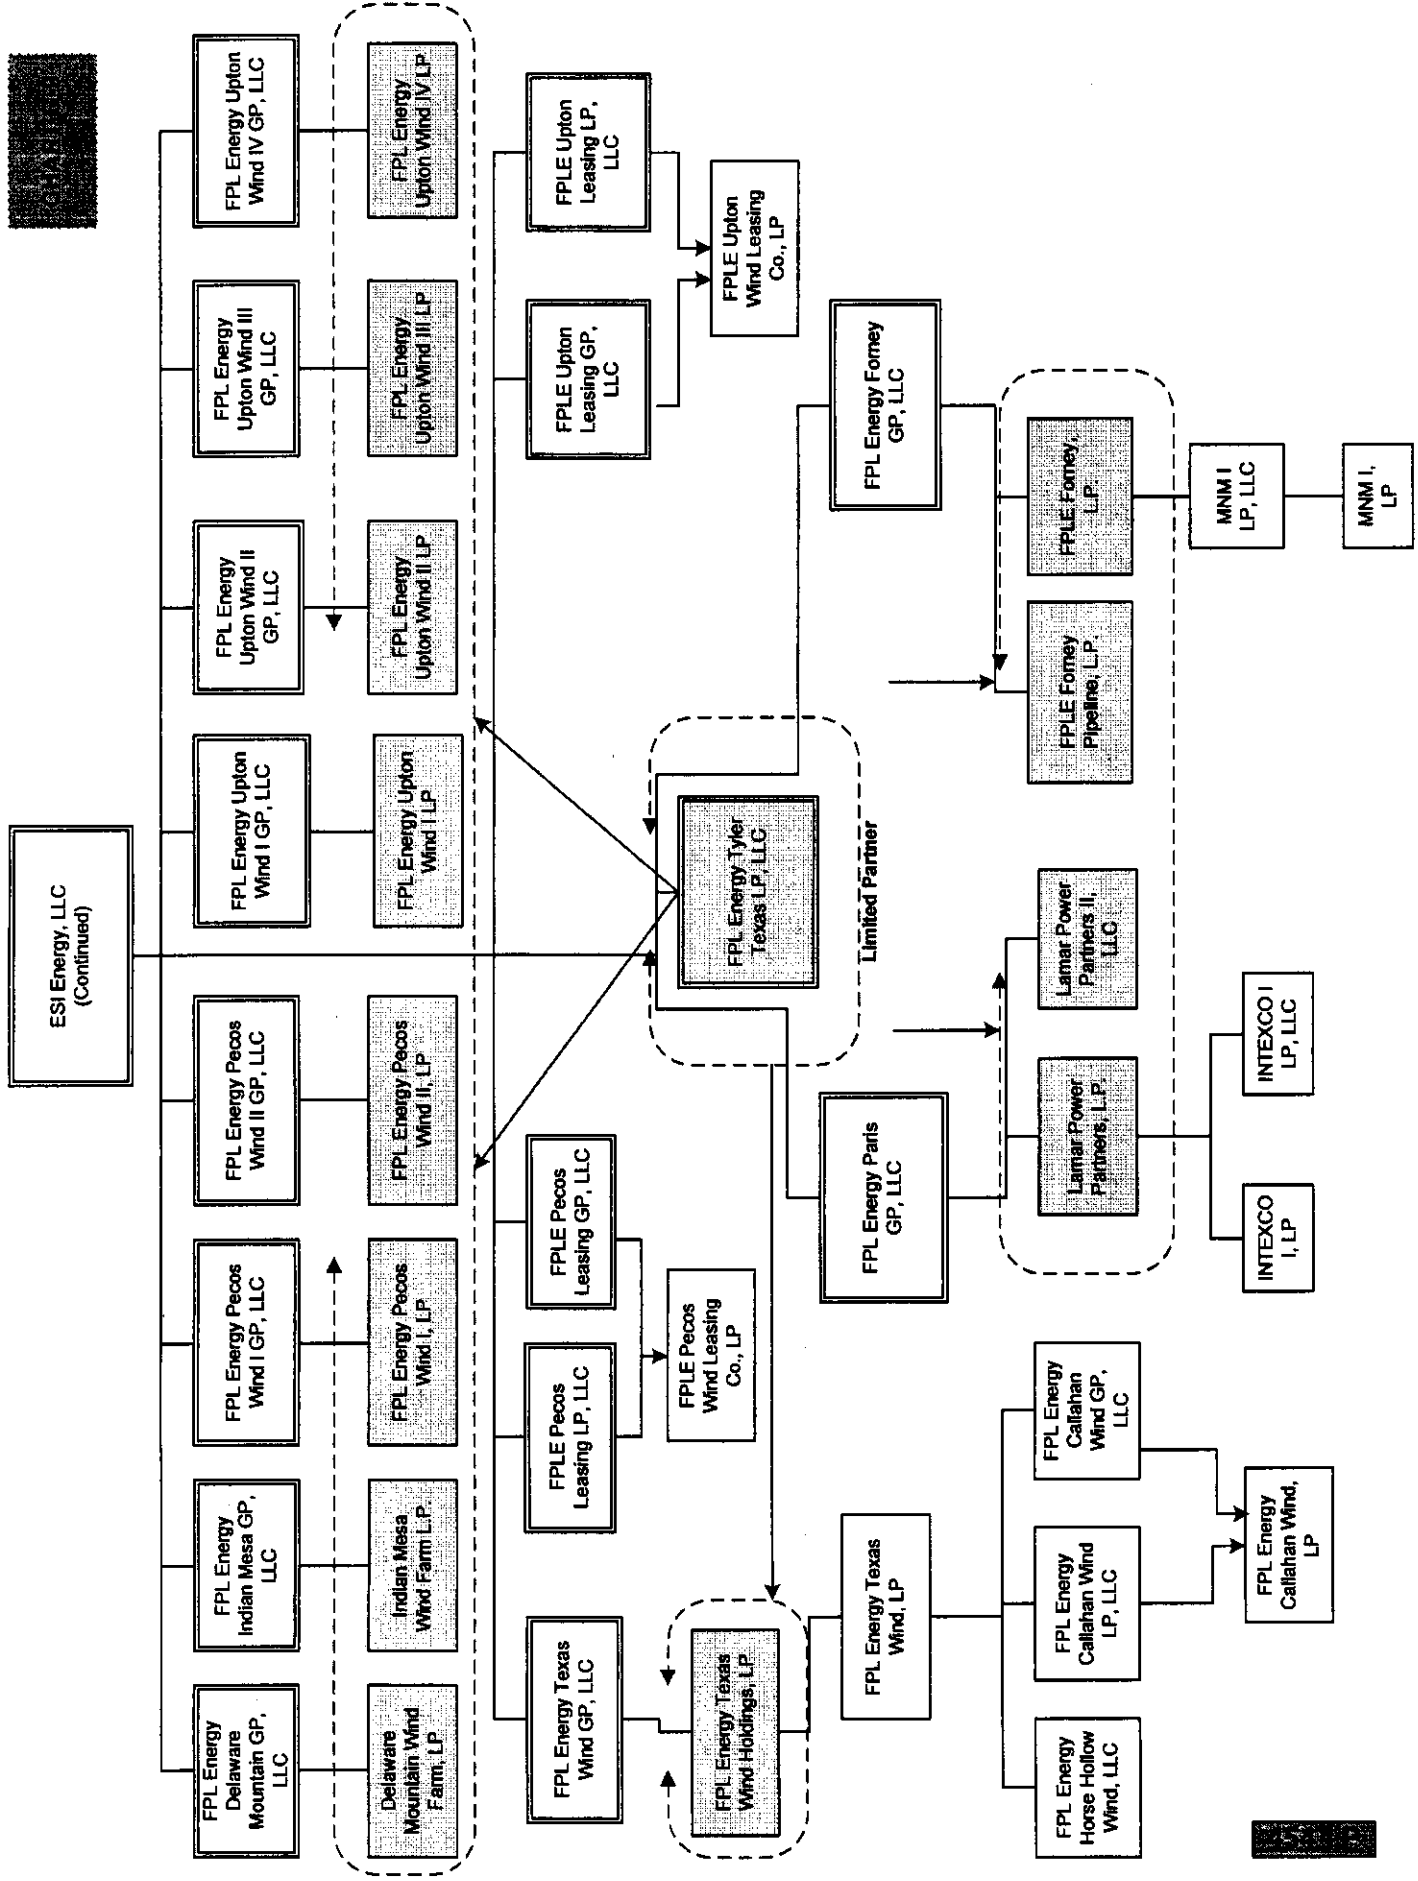 ESI Energy, LLC
(Continued)
FPL Energy
Delaware
Mountain GP,
LLC
FPL Energy
Indian Mesa GP,
LLC
FPL Energy Pecos
Wind I GP, LLC
FPL Energy Pecos
Wind II GP, LLC
FPL Energy Upton
Wind I GP, LLC
FPL Energy
Upton Wind II
GP, LLC
FPL Energy
Upton Wind III
GP, LLC
FPL Energy Upton
Wind IV GP, LLC
Delaware
Mountain Wind
Farm, LP
Indian Mesa
Wind Farm L.P.
FPL Energy Pecos
Wind I, LP
FPL Energy Pecos
Wind II, LP
FPL Energy Upton
Wind I LP
FPL Energy
Upton Wind II LP
FPL Energy
Upton Wind III LP
FPL Energy
Upton Wind IV LP
FPL Energy Texas
Wind GP, LLC
FPLE Pecos
Leasing LP, LLC
FPLE Pecos
Leasing GP, LLC
FPLE Upton
Leasing GP,
LLC
FPLE Upton
Leasing LP,
LLC
FPLE Pecos
Wind Leasing
Co., LP
FPLE Upton
Wind Leasing
Co., LP
FPL Energy Texas
Wind Holdings, LP
FPL Energy Tyler
Texas LP, LLC
Limited Partner
FPL Energy Texas
Wind, LP
FPL Energy Paris
GP, LLC
FPL Energy Forney
GP, LLC
FPL Energy
Horse Hollow
Wind, LLC
FPL Energy
Callahan Wind
LP, LLC
FPL Energy
Callahan
Wind GP,
LLC
Lamar Power
Partners, L.P.
Lamar Power
Partners II,
LLC
FPLE Forney
Pipeline, L.P.
FPLE Forney,
L.P.
FPL Energy
Callahan Wind,
LP
INTEXCO
I, LP
INTEXCO I
LP, LLC
MNM I
LP, LLC
MNM I,
LP